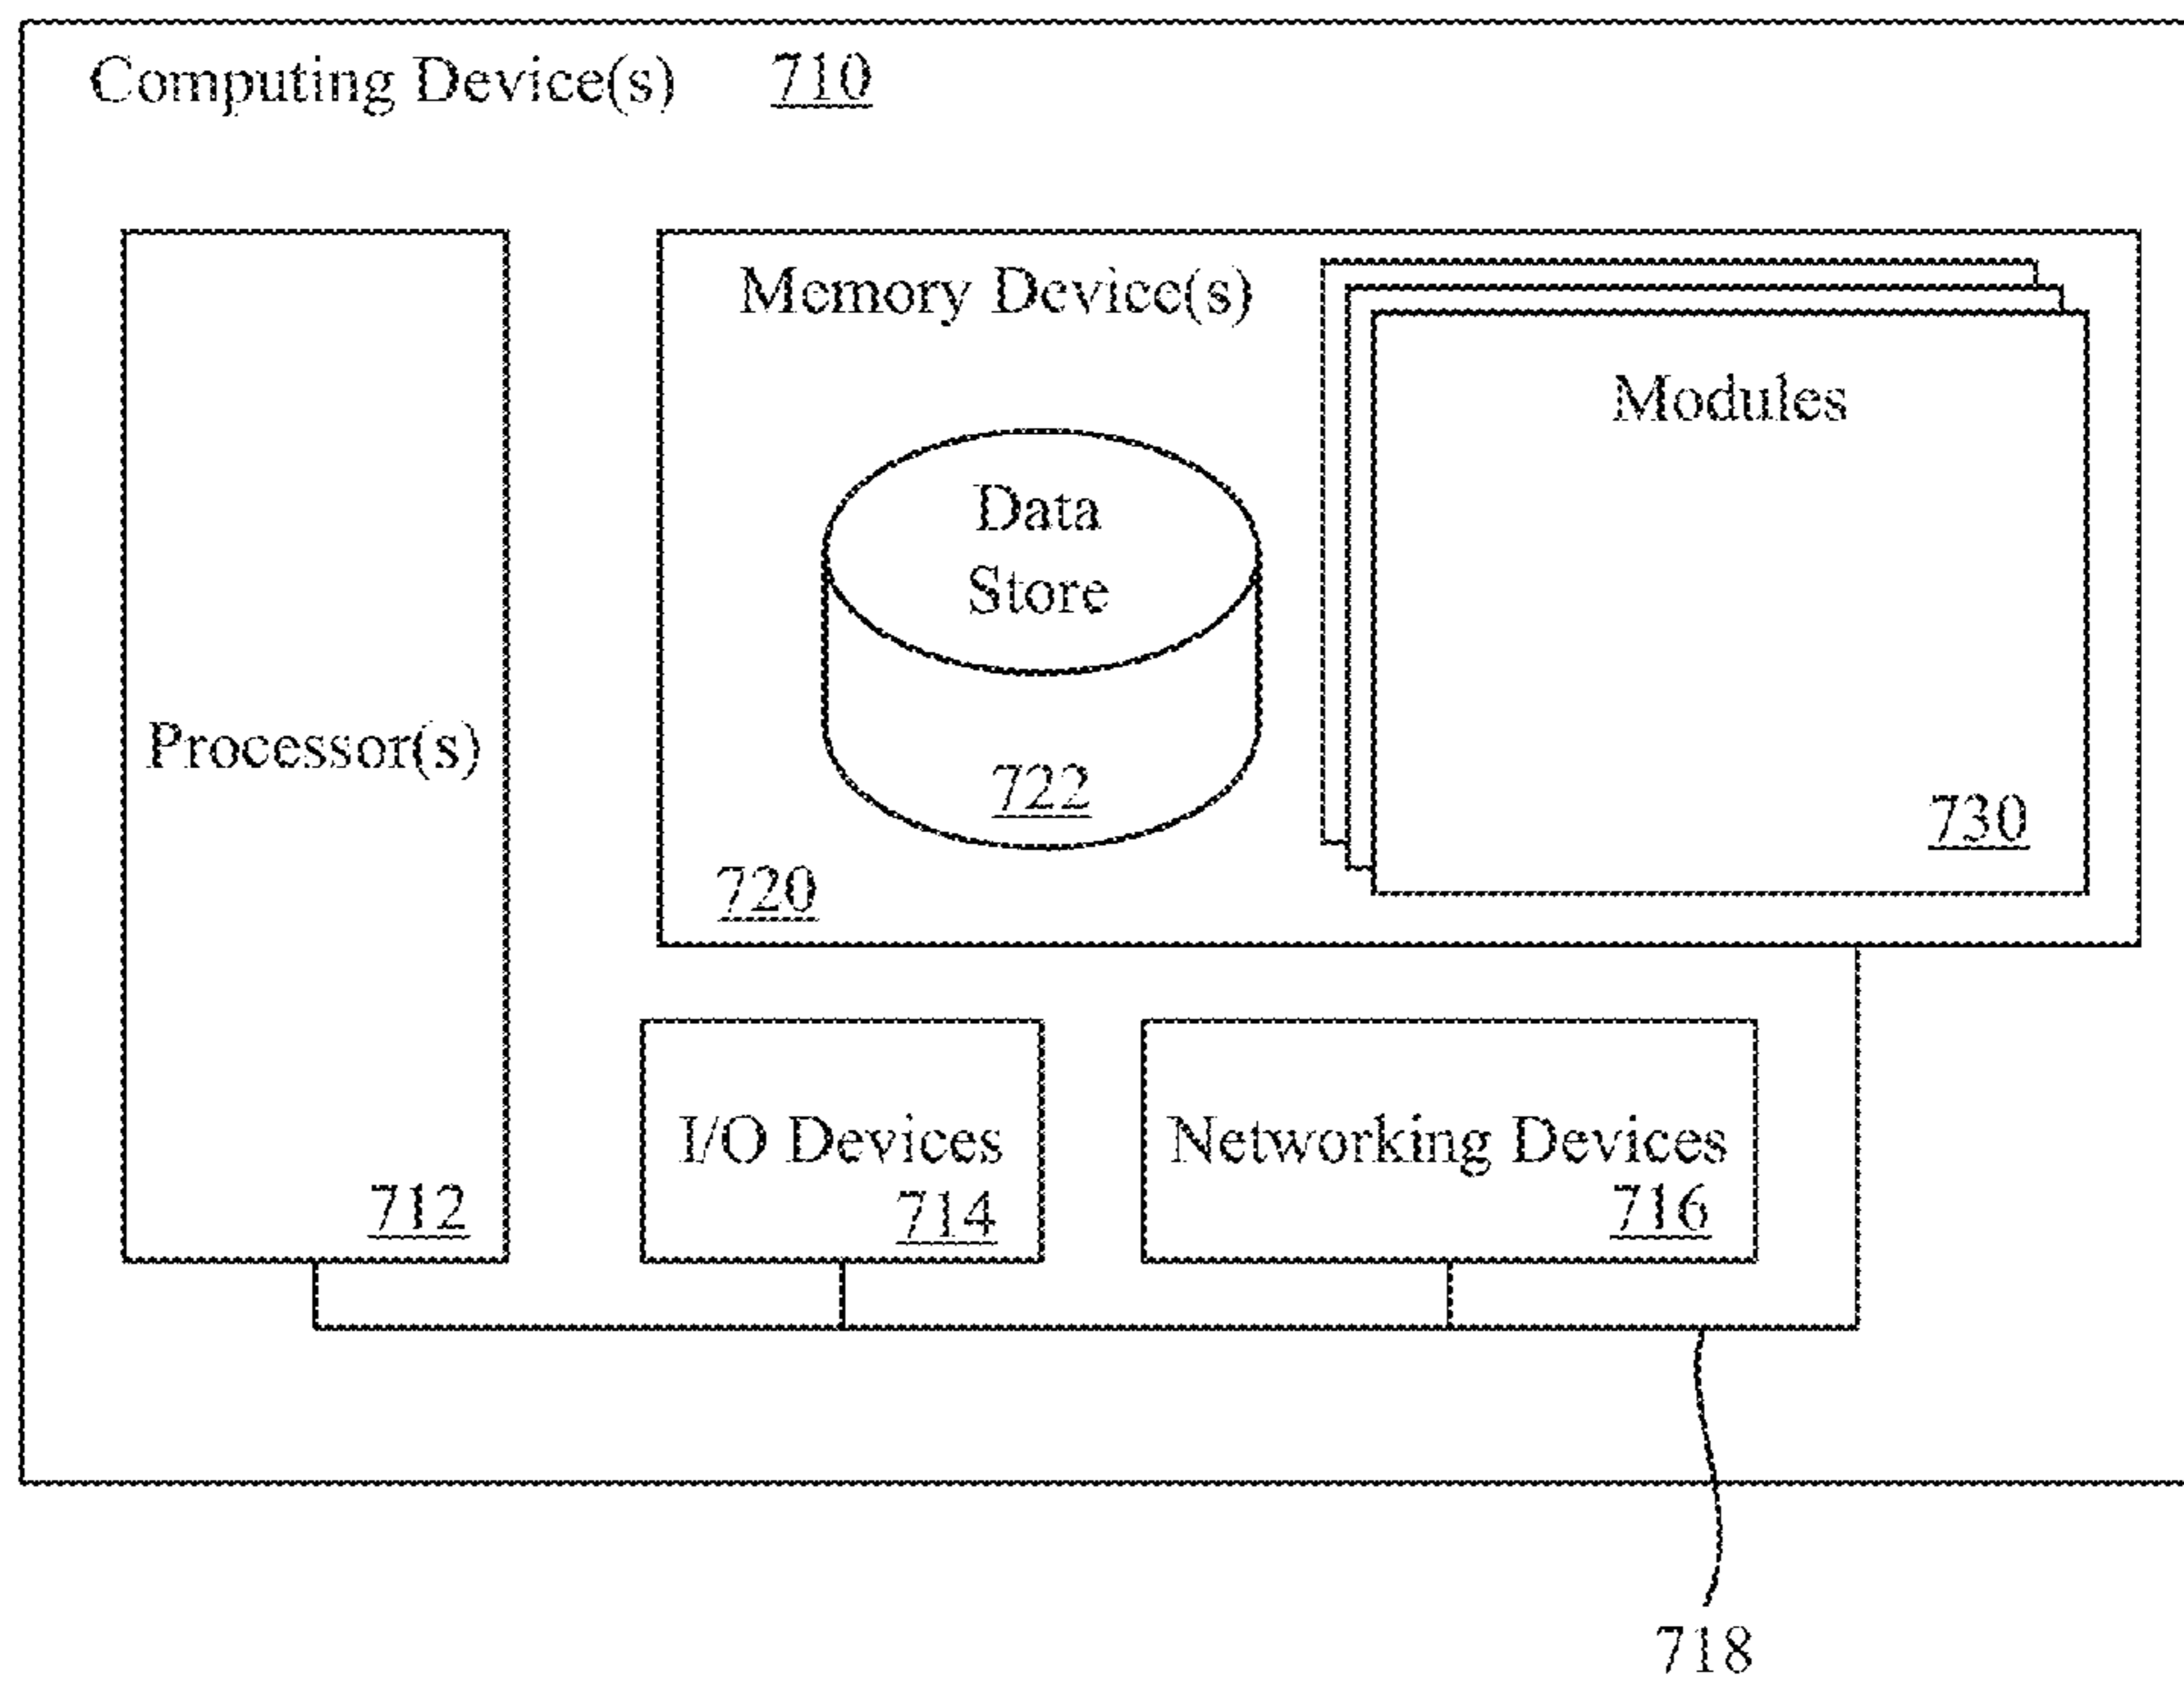 Computing Device(s) 710
Memory Device(s)
Modules
Data
Store
Processor(s)
722
730
720
I/O Devices
Networking Devices
712
714
716
718